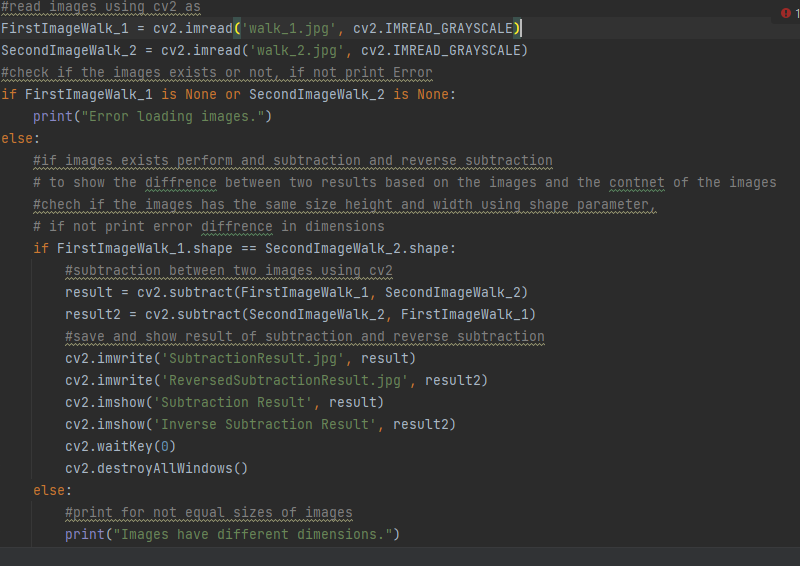 #read images using cv2 as
1
FirstImageWalk_1 = cv2.imread('walk_1.jpg', cv2.IMREAD_GRAYSCALE)
SecondImageWalk_2 = cv2.imread('walk_2.jpg', cv2.IMREAD_GRAYSCALE)
#check if the images exists or not, if not print Error
if FirstImageWalk_1 is None or SecondImageWalk_2 is None:
    print("Error loading images.")
else:
    #if images exists perform and subtraction and reverse subtraction
    # to show the diffrence between two results based on the images and the contnet of the images
    #chech if the images has the same size height and width using shape parameter,
    # if not print error diffrence in dimensions
    if FirstImageWalk_1.shape == SecondImageWalk_2.shape:
        #subtraction between two images using cv2
        result = cv2.subtract(FirstImageWalk_1, SecondImageWalk_2)
        result2 = cv2.subtract(SecondImageWalk_2, FirstImageWalk_1)
        #save and show result of subtraction and reverse subtraction
        cv2.imwrite('SubtractionResult.jpg', result)
        cv2.imwrite('ReversedSubtractionResult.jpg', result2)
        cv2.imshow('Subtraction Result', result)
        cv2.imshow('Inverse Subtraction Result', result2)
        cv2.waitKey(0)
        cv2.destroyAllWindows()
    else:
        #print for not equal sizes of images
        print("Images have different dimensions.")